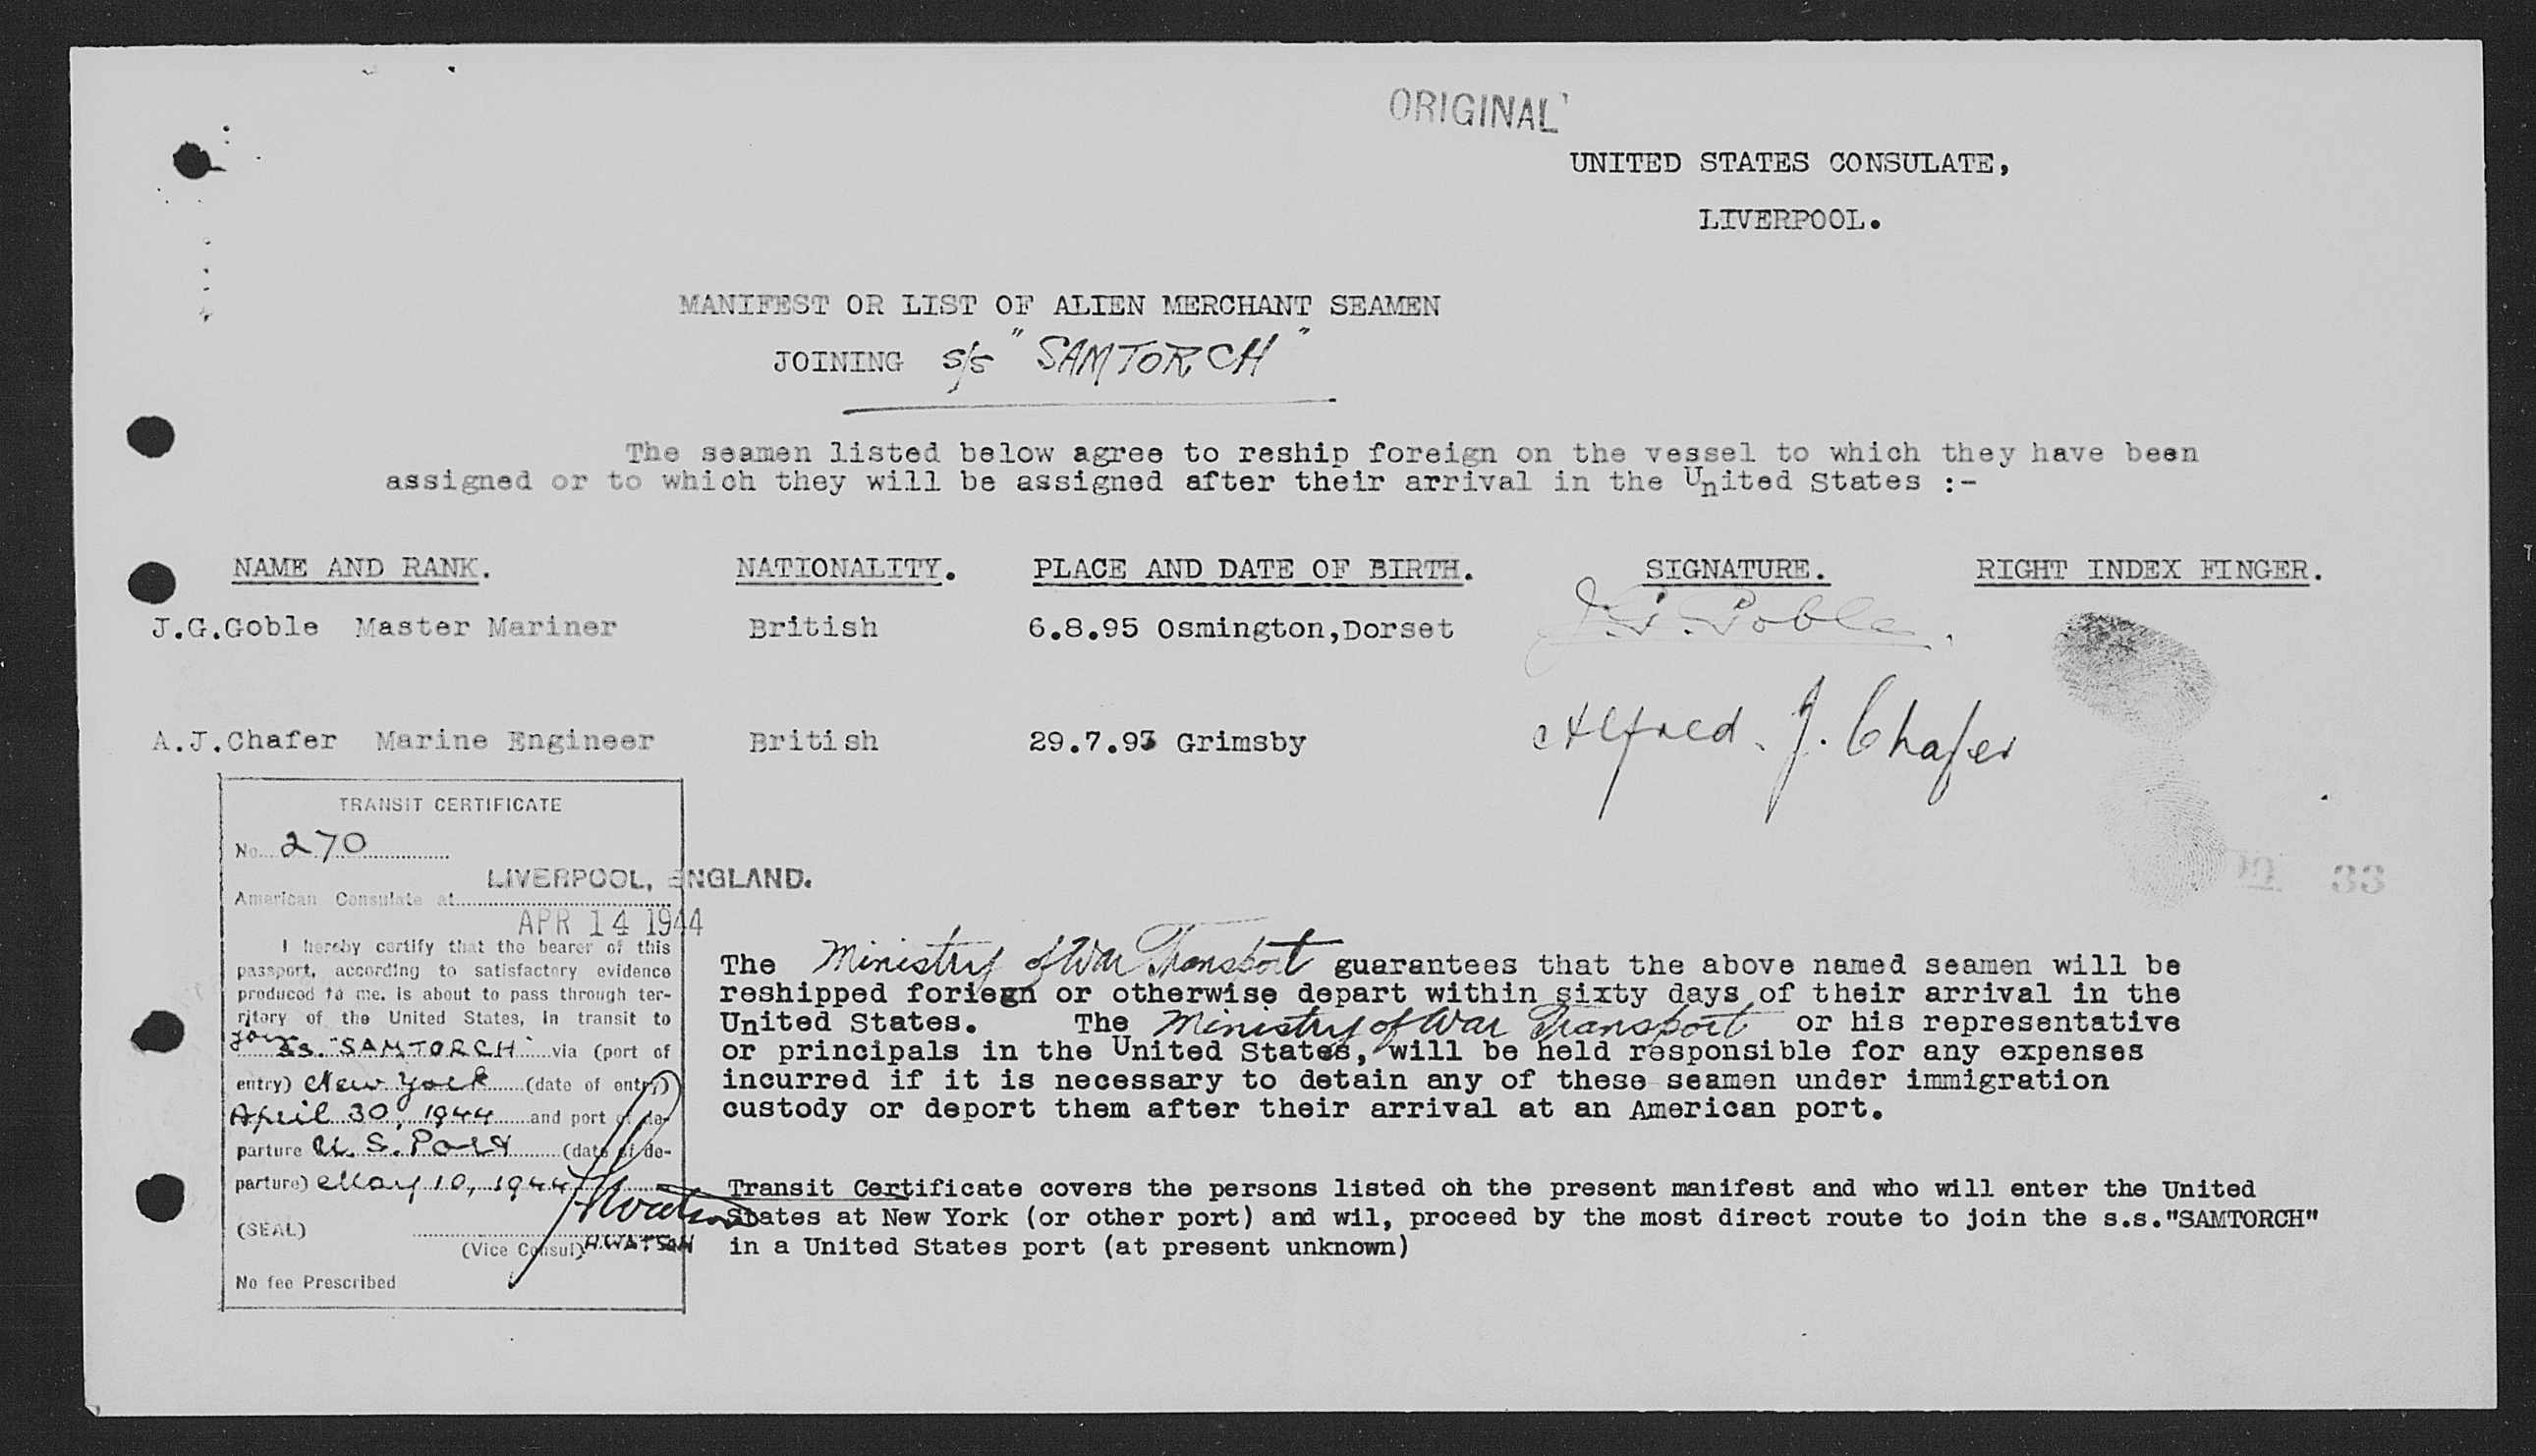 ORIGINAL
UNITED STATES CONSULATE,
LIVERPOOL.
MANIFEST OR LIST OF ALIEN MERCHANT SEAMEN
JOINING S/S "SAMTORCH"
The seamen listed below agree to reship foreign on the vessel to which they have been
assigned or to which they will be assigned after their arrival in the United States :-
NAME AND RANK. NATIONALITY. PLACE AND DATE OF BIRTH. SIGNATURE. RIGHT INDEX FINGER.
J.G.Goble Master Mariner British 6.8.95 Osmington,Dorset J.G. Goble
A.J.Chafer Marine Engineer British 29.7.93 Grimsby Alfred. J. Chafer
33
TRANSIT CERTIFICATE
No. 270
American Consulate at LIVERPOOL, ENGLAND.
APR 14 1944
I hereby certify that the bearer of this
passport, according to satisfactory evidence
produced to me, is about to pass through ter-
ritory of the United States, in transit to
join S.S. "SAMTORCH" via (port of
entry) New York (date of entry)
April 30, 1944 and port of de-
parture U.S. Port (date of de-
parture) May 10, 1944
HWatson
(SEAL)
(Vice Consul) H.WATSON
No fee Prescribed
The Ministry of War Transport guarantees that the above named seamen will be
reshipped foriegn or otherwise depart within sixty days of their arrival in the
United States. The Ministry of War Transport or his representative
or principals in the United States, will be held responsible for any expenses
incurred if it is necessary to detain any of these seamen under immigration
custody or deport them after their arrival at an American port.
Transit Certificate covers the persons listed on the present manifest and who will enter the United
States at New York (or other port) and wil, proceed by the most direct route to join the s.s."SAMTORCH"
in a United States port (at present unknown)